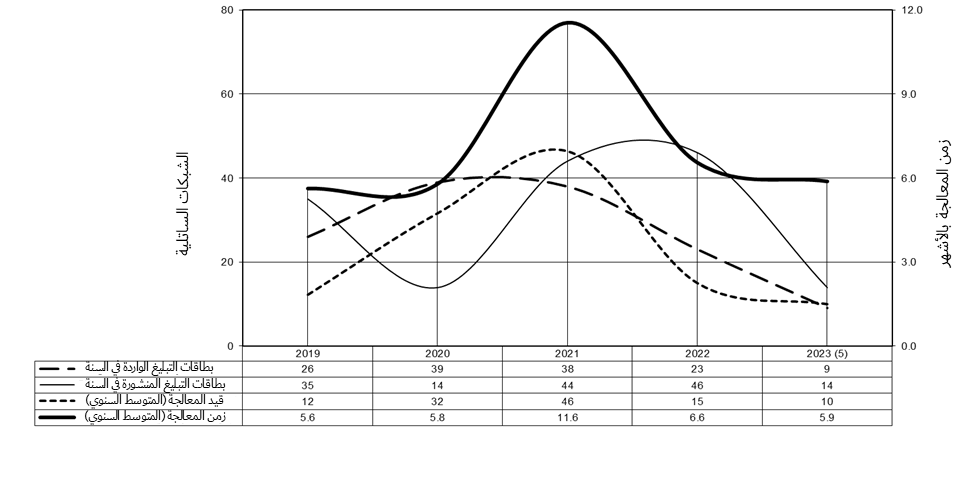 80
60
40
20
0
12.0
9.0
6.0
3.0
0.0
الشبكات الساتلية
زمن المعالجة بالأشهر
2019 2020 2021 2022 2023 (5)
بطاقات التبليغ الواردة في السنة 26 39 38 23 9
بطاقات التبليغ المنشورة في السنة 35 14 44 46 14
قيد المعالجة (المتوسط السنوي) 12 32 46 15 10
زمن المعالجة (المتوسط السنوي) 5.6 5.8 11.6 6.6 5.9